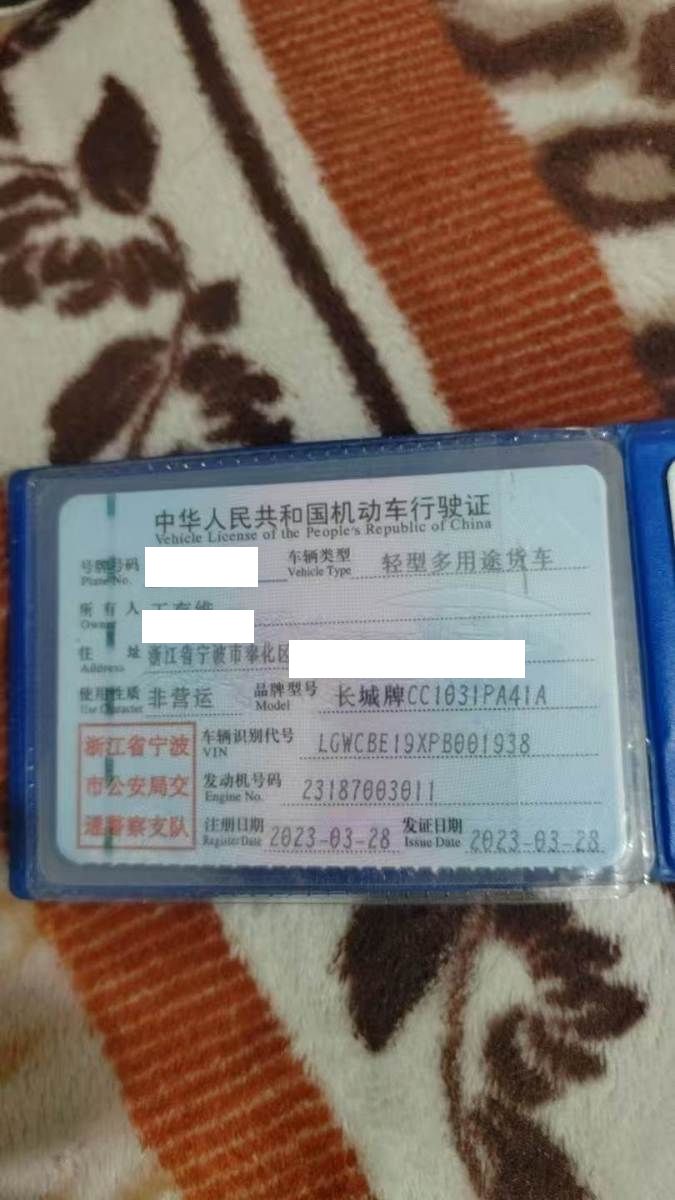 中华人民共和国机动车行驶证
Vehicle License of the People's Republic of China
号牌号码 车辆类型 轻型多用途货车
Plate No. Vehicle Type
所有人
Owner
住址 浙江省宁波市奉化区
Address
使用性质 非营运 品牌型号 长城牌CC1031PA41A
Use Character Model
浙江省宁波
市公安局交
通警察支队
车辆识别代号 LGWCBE19XPB001938
VIN
发动机号码 23187003011
Engine No.
注册日期 2023-03-28 发证日期 2023-03-28
Register Date Issue Date